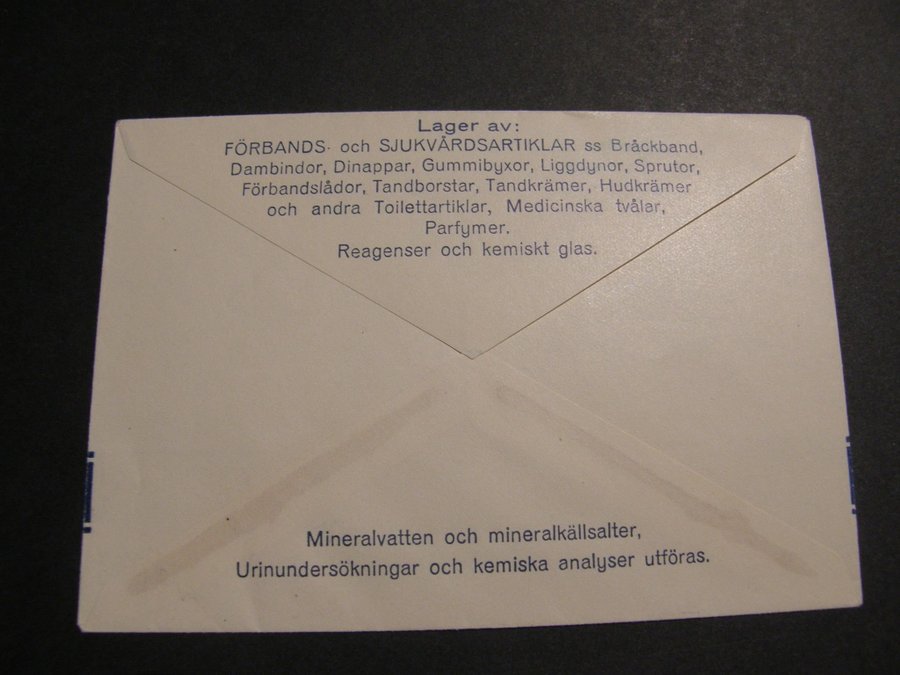 Lager av:
FÖRBANDS- och SJUKVÅRDSARTIKLAR ss Bråckband,
Dambindor, Dinappar, Gummibyxor, Liggdynor, Sprutor,
Förbandslådor, Tandborstar, Tandkrämer, Hudkrämer
och andra Toilettartiklar, Medicinska tvålar,
Parfymer.
Reagenser och kemiskt glas.
Mineralvatten och mineralkällsalter,
Urinundersökningar och kemiska analyser utföras.